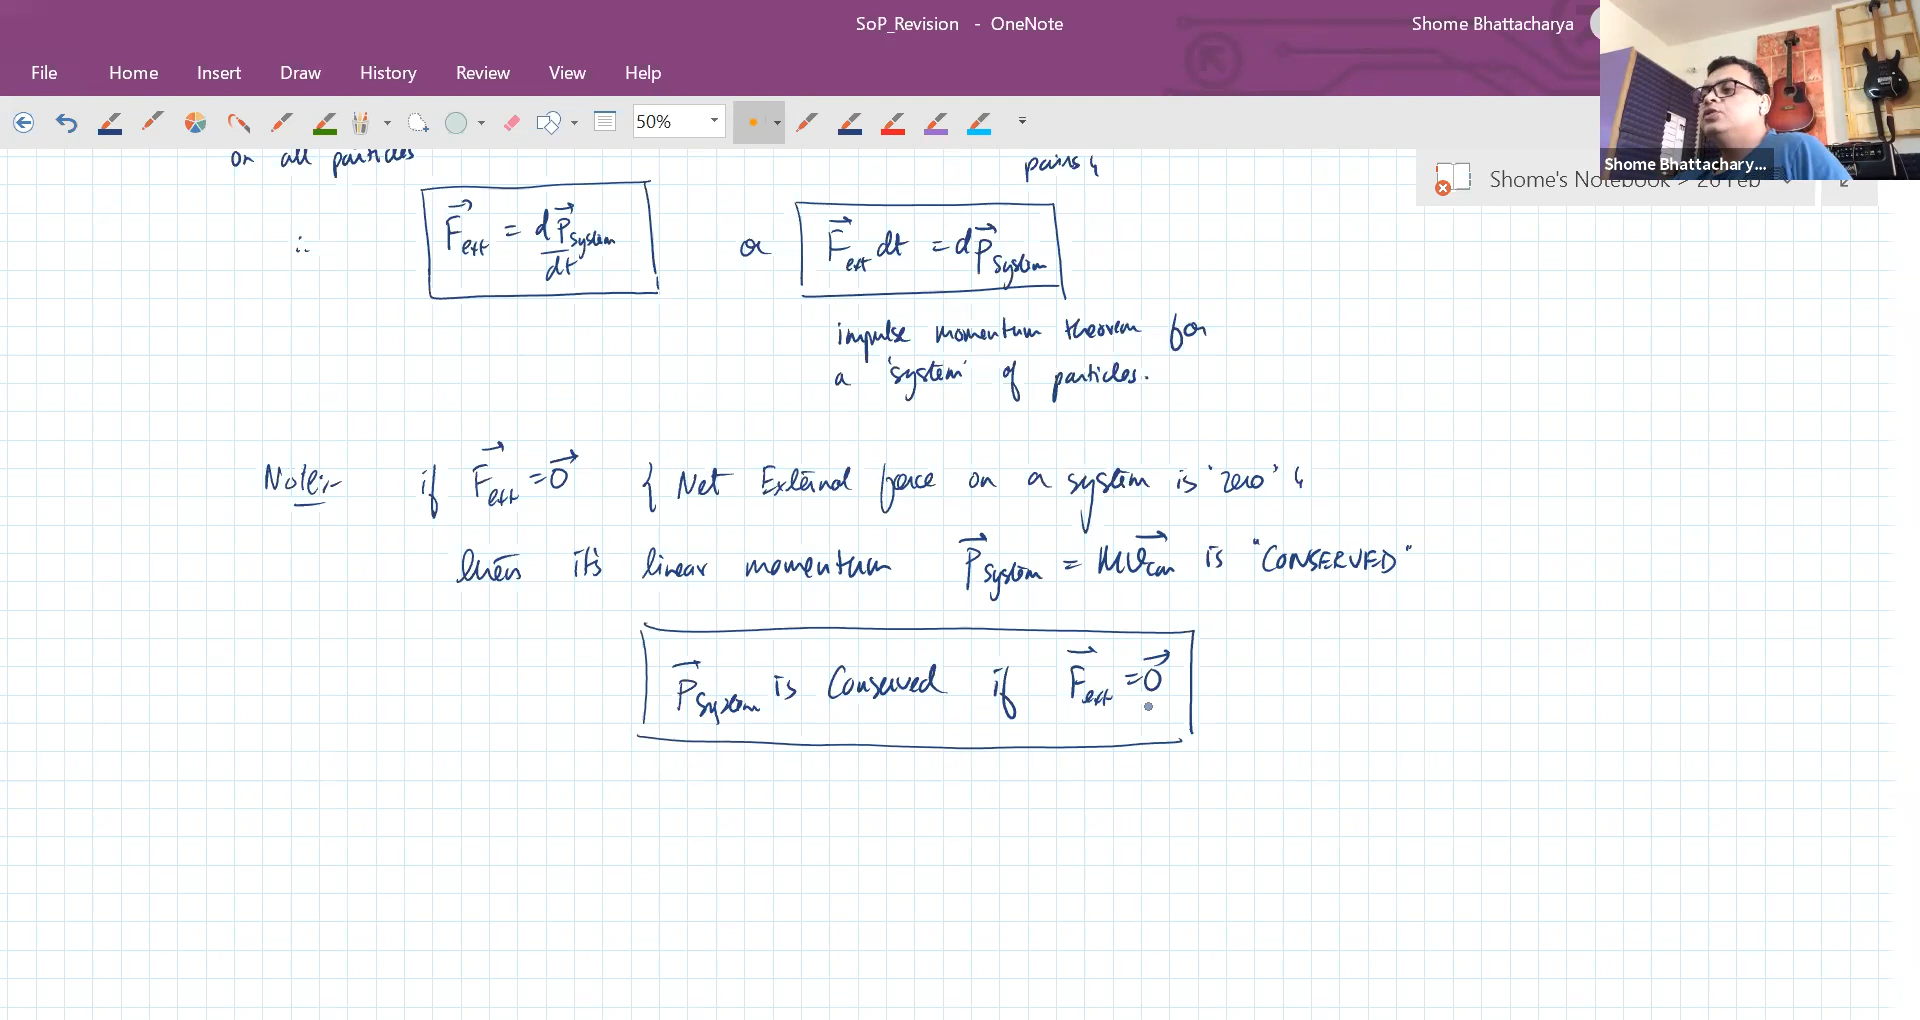 SoP_Revision - OneNote
Shome Bhattacharya
File Home Insert Draw History Review View Help
50%
Shome Bhattachary...
Shome's Notebook > 26 Feb
on all particles
pairs }
∴ F⃗ext = dP⃗system/dt or F⃗ext dt = dP⃗system
impulse momentum theorem for
a 'system' of particles.
Note:- if F⃗ext = 0⃗ { Net External force on a system is 'zero' }
then it's linear momentum P⃗system = Mv⃗cm is "CONSERVED"
P⃗system is Conserved if F⃗ext = 0⃗